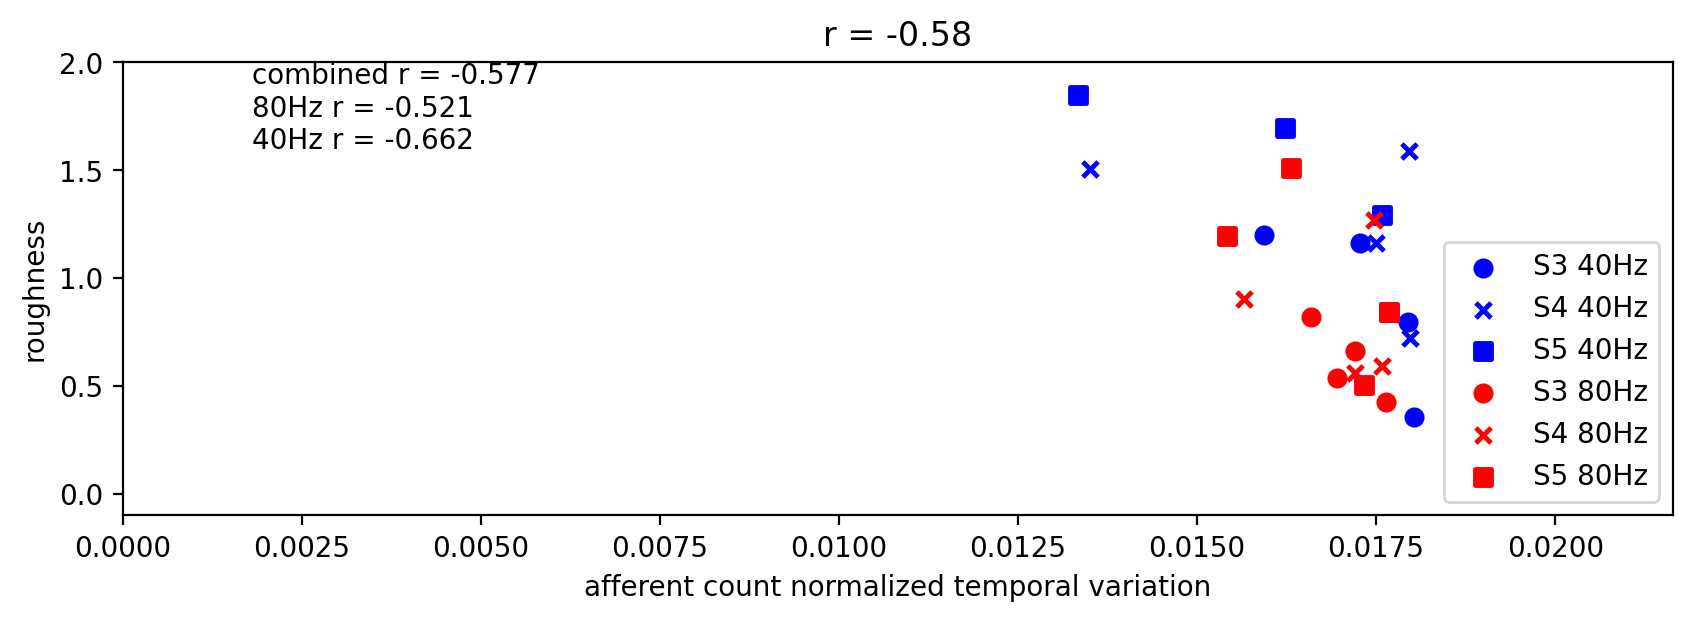 r = -0.58
combined r = -0.577
80Hz r = -0.521
40Hz r = -0.662
roughness
2.0
1.5
1.0
0.5
0.0
S3 40Hz
S4 40Hz
S5 40Hz
S3 80Hz
S4 80Hz
S5 80Hz
0.0000 0.0025 0.0050 0.0075 0.0100 0.0125 0.0150 0.0175 0.0200
afferent count normalized temporal variation